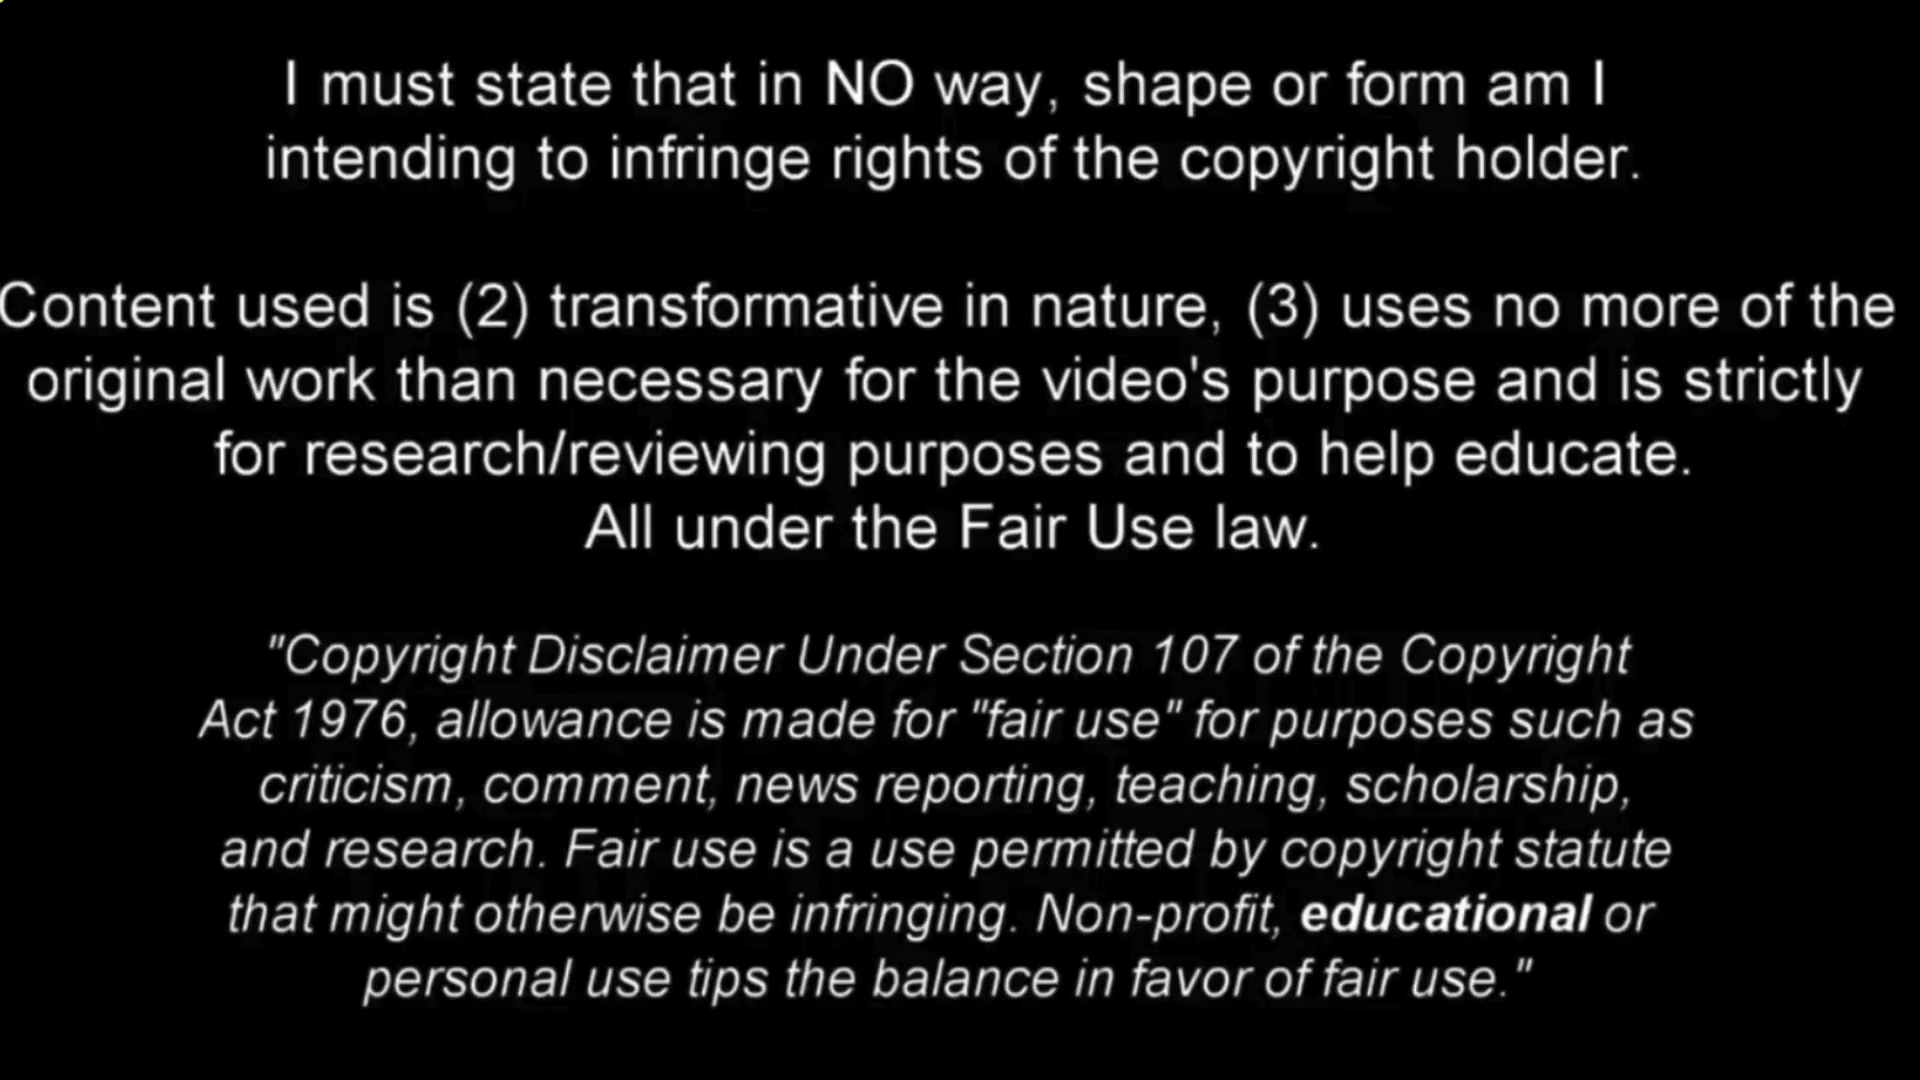 I must state that in NO way, shape or form am I
intending to infringe rights of the copyright holder.
Content used is (2) transformative in nature, (3) uses no more of the
original work than necessary for the video's purpose and is strictly
for research/reviewing purposes and to help educate.
All under the Fair Use law.
"Copyright Disclaimer Under Section 107 of the Copyright
Act 1976, allowance is made for "fair use" for purposes such as
criticism, comment, news reporting, teaching, scholarship,
and research. Fair use is a use permitted by copyright statute
that might otherwise be infringing. Non-profit, educational or
personal use tips the balance in favor of fair use."